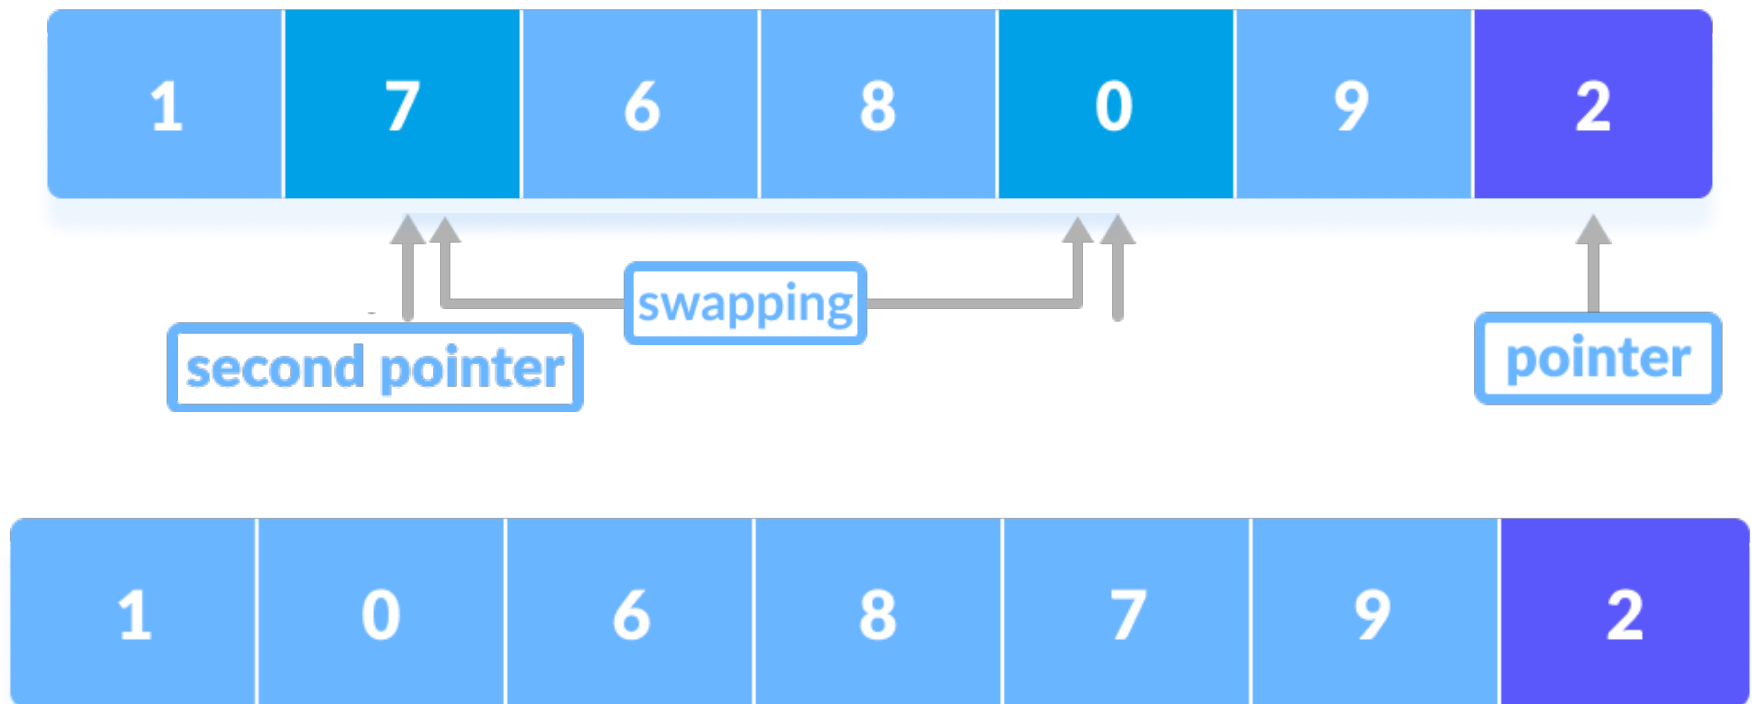 1 7 6 8 0 9 2
swapping
second pointer
pointer
1 0 6 8 7 9 2